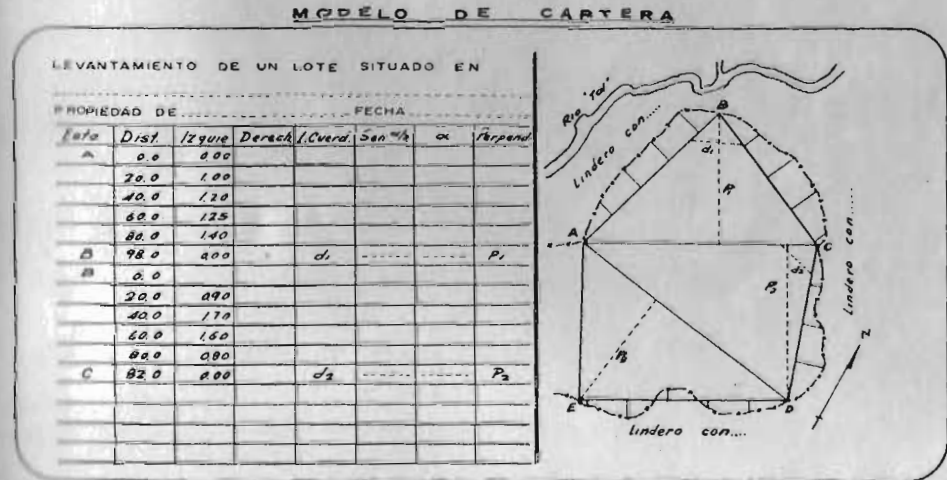 MODELO DE CARTERA
LEVANTAMIENTO DE UN LOTE SITUADO EN
PROPIEDAD DE .................... FECHA ....................
Esta Dist. Izquie Derech L.Cuerd. Sen α/2 α Perpend.
A 0.0 0.00
20.0 1.00
40.0 1.20
60.0 1.25
80.0 1.40
B 98.0 0.00 d1 P1
B 0.0
20.0 0.90
40.0 1.70
60.0 1.60
80.0 0.80
C 82.0 0.00 d2 P2
Rio "Tal"
Lindero con....
B
d1
P1
A
C
d2
P3
Lindero con.....
N
E
D
Lindero con....